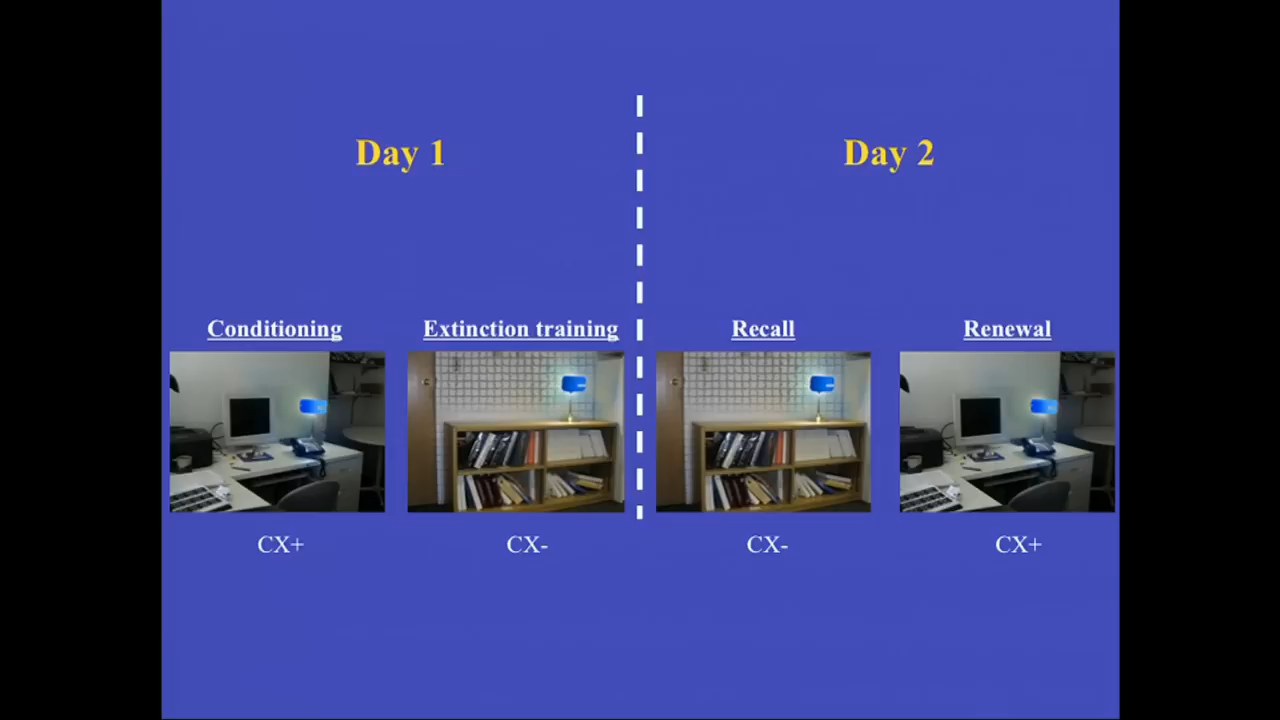 Day 1
Day 2
Conditioning
Extinction training
Recall
Renewal
CX+
CX-
CX-
CX+